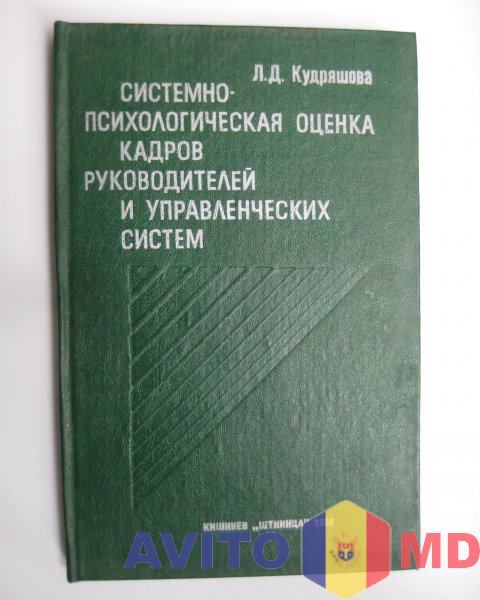 Л.Д. Кудряшова
СИСТЕМНО-
ПСИХОЛОГИЧЕСКАЯ ОЦЕНКА
КАДРОВ
РУКОВОДИТЕЛЕЙ
И УПРАВЛЕНЧЕСКИХ
СИСТЕМ
КИШИНЕВ „ШТИИНЦА"
AVITO MD